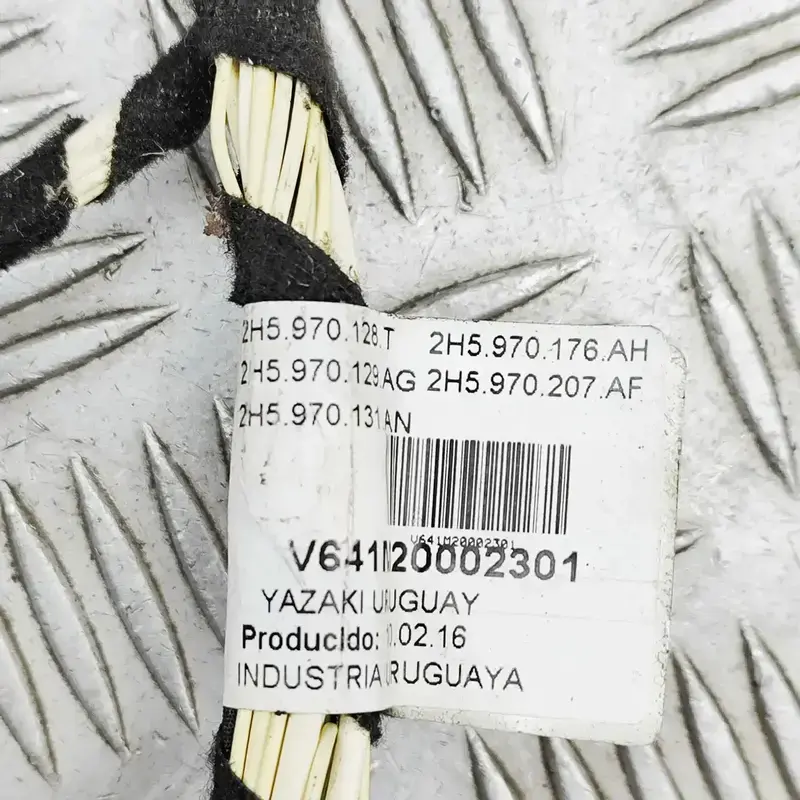 2H5.970.128.T 2H5.970.176.AH
2H5.970.129.AG 2H5.970.207.AF
2H5.970.131.AN
V641M20002301
V641M20002301
YAZAKI URUGUAY
Producido: .02.16
INDUSTRIA URUGUAYA